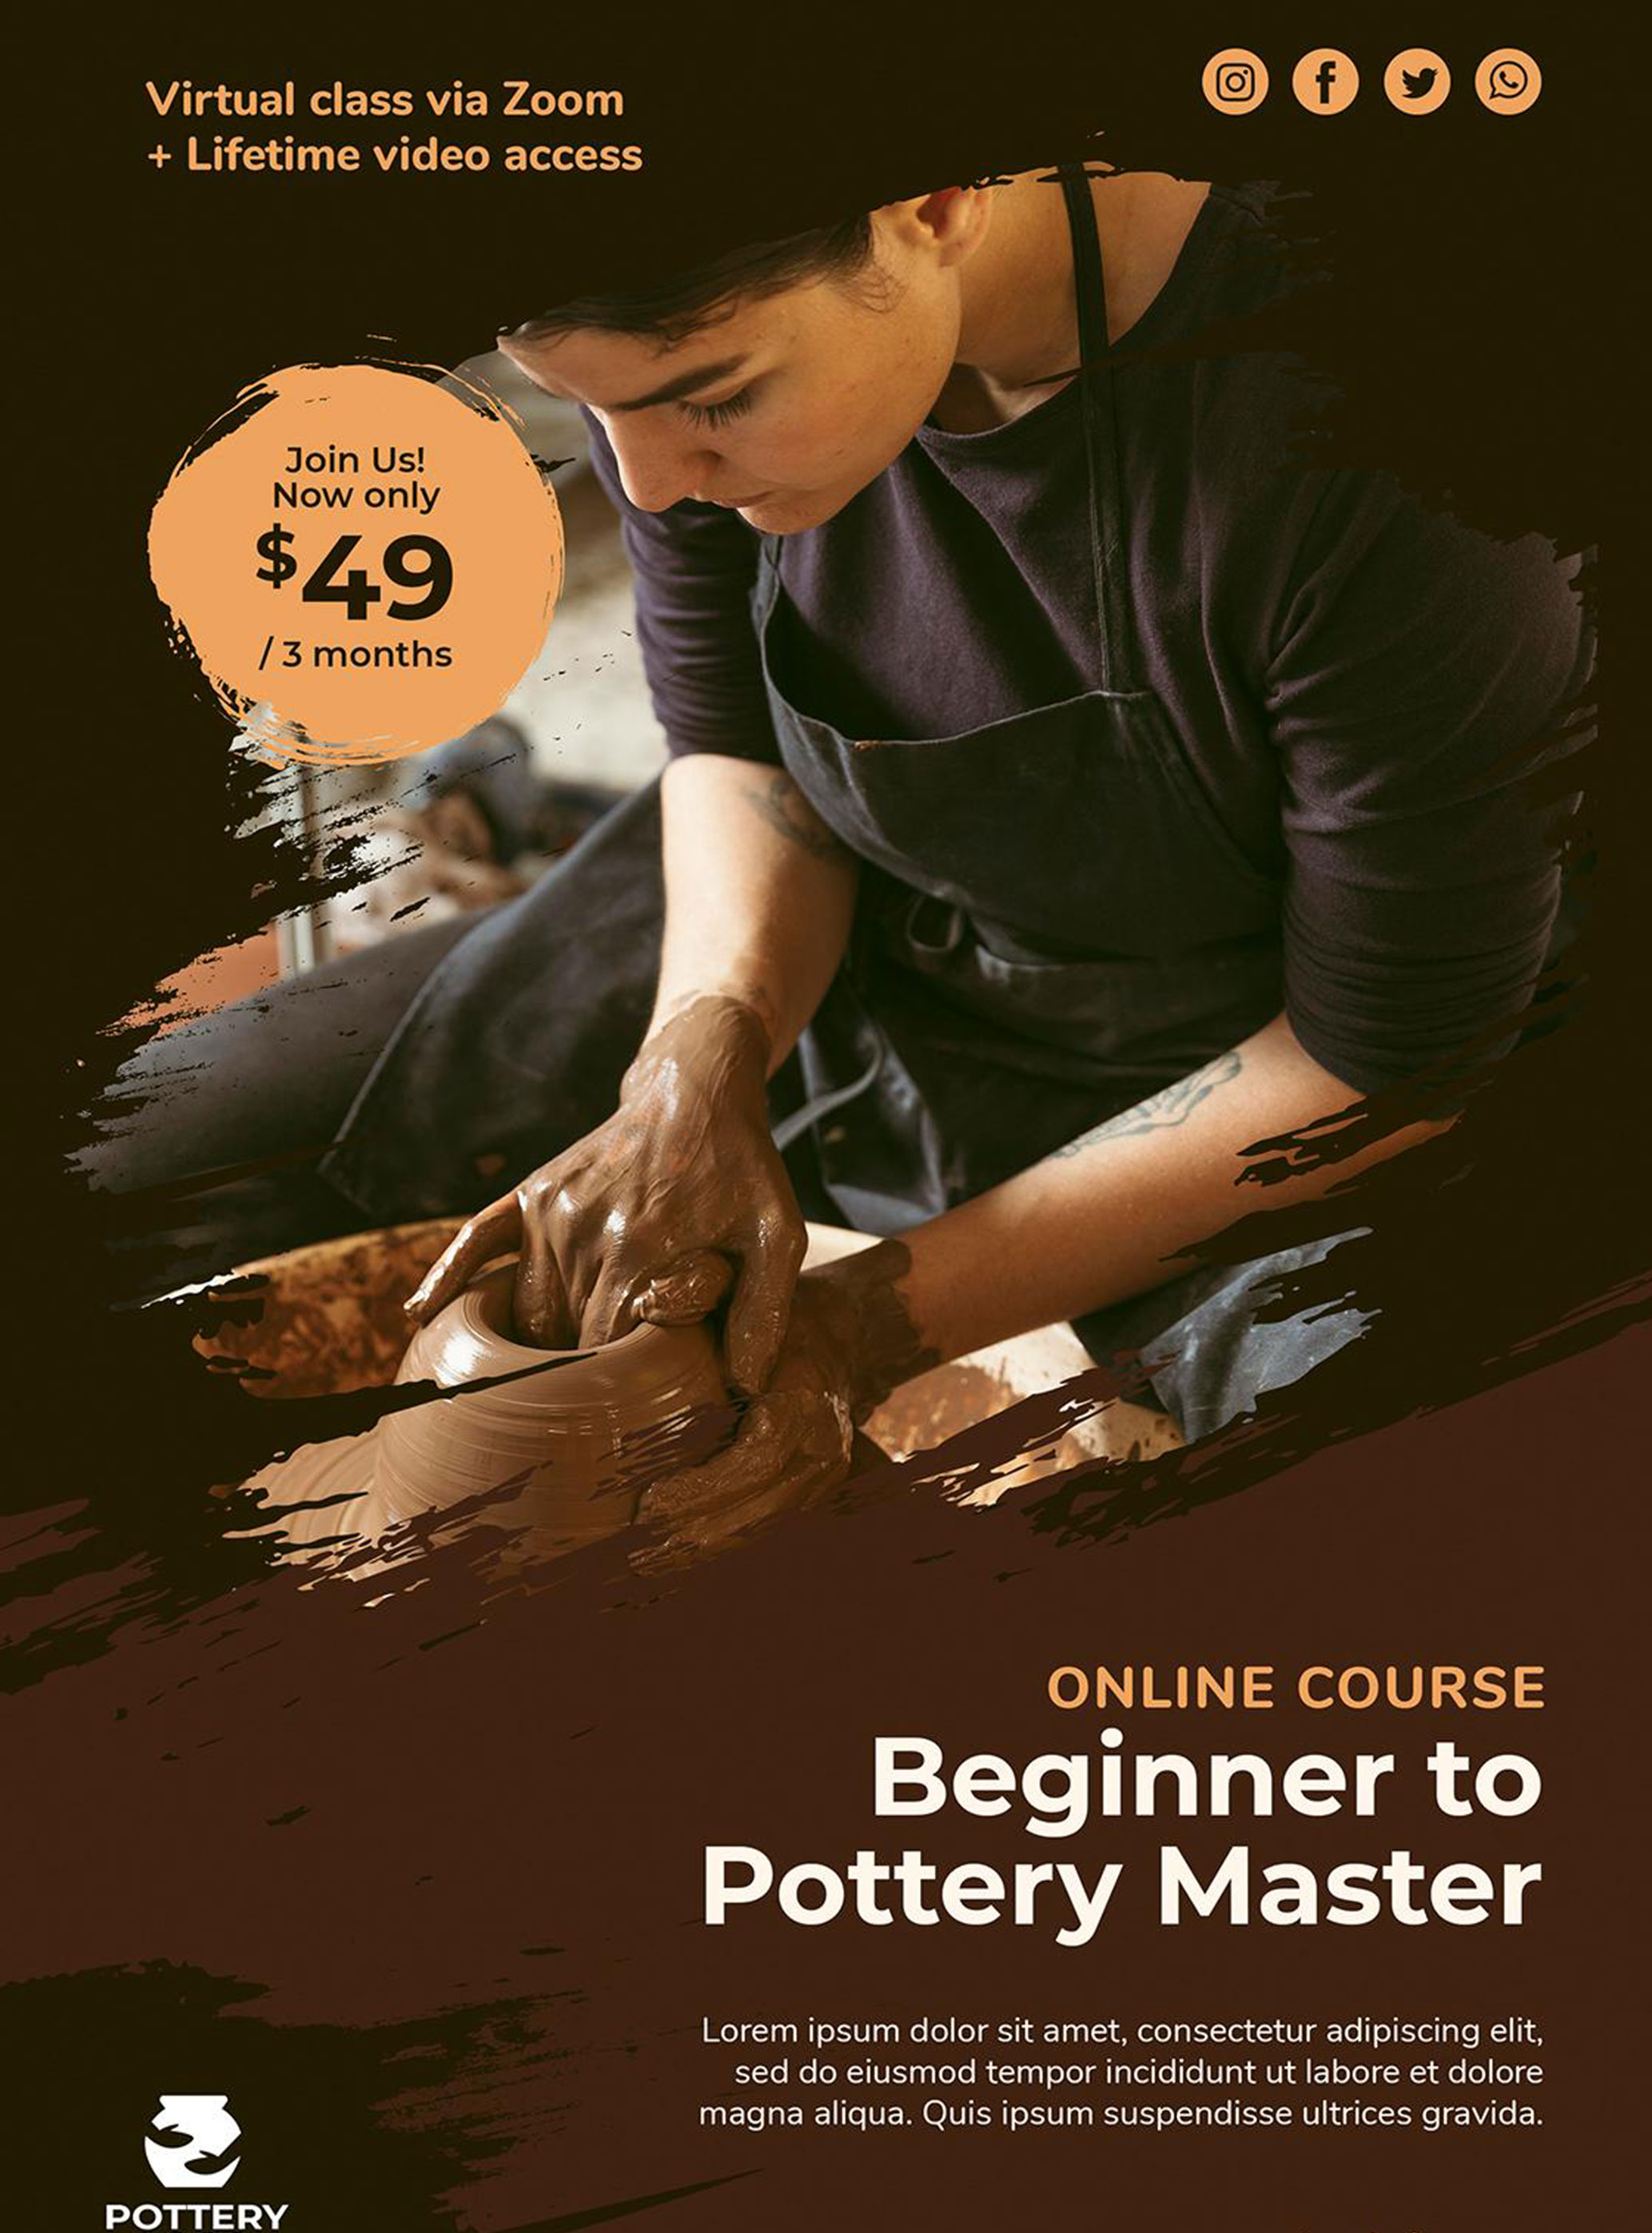 Virtual class via Zoom
+ Lifetime video access
Join Us!
Now only
$49
/ 3 months
ONLINE COURSE
Beginner to
Pottery Master
Lorem ipsum dolor sit amet, consectetur adipiscing elit,
sed do eiusmod tempor incididunt ut labore et dolore
magna aliqua. Quis ipsum suspendisse ultrices gravida.
POTTERY